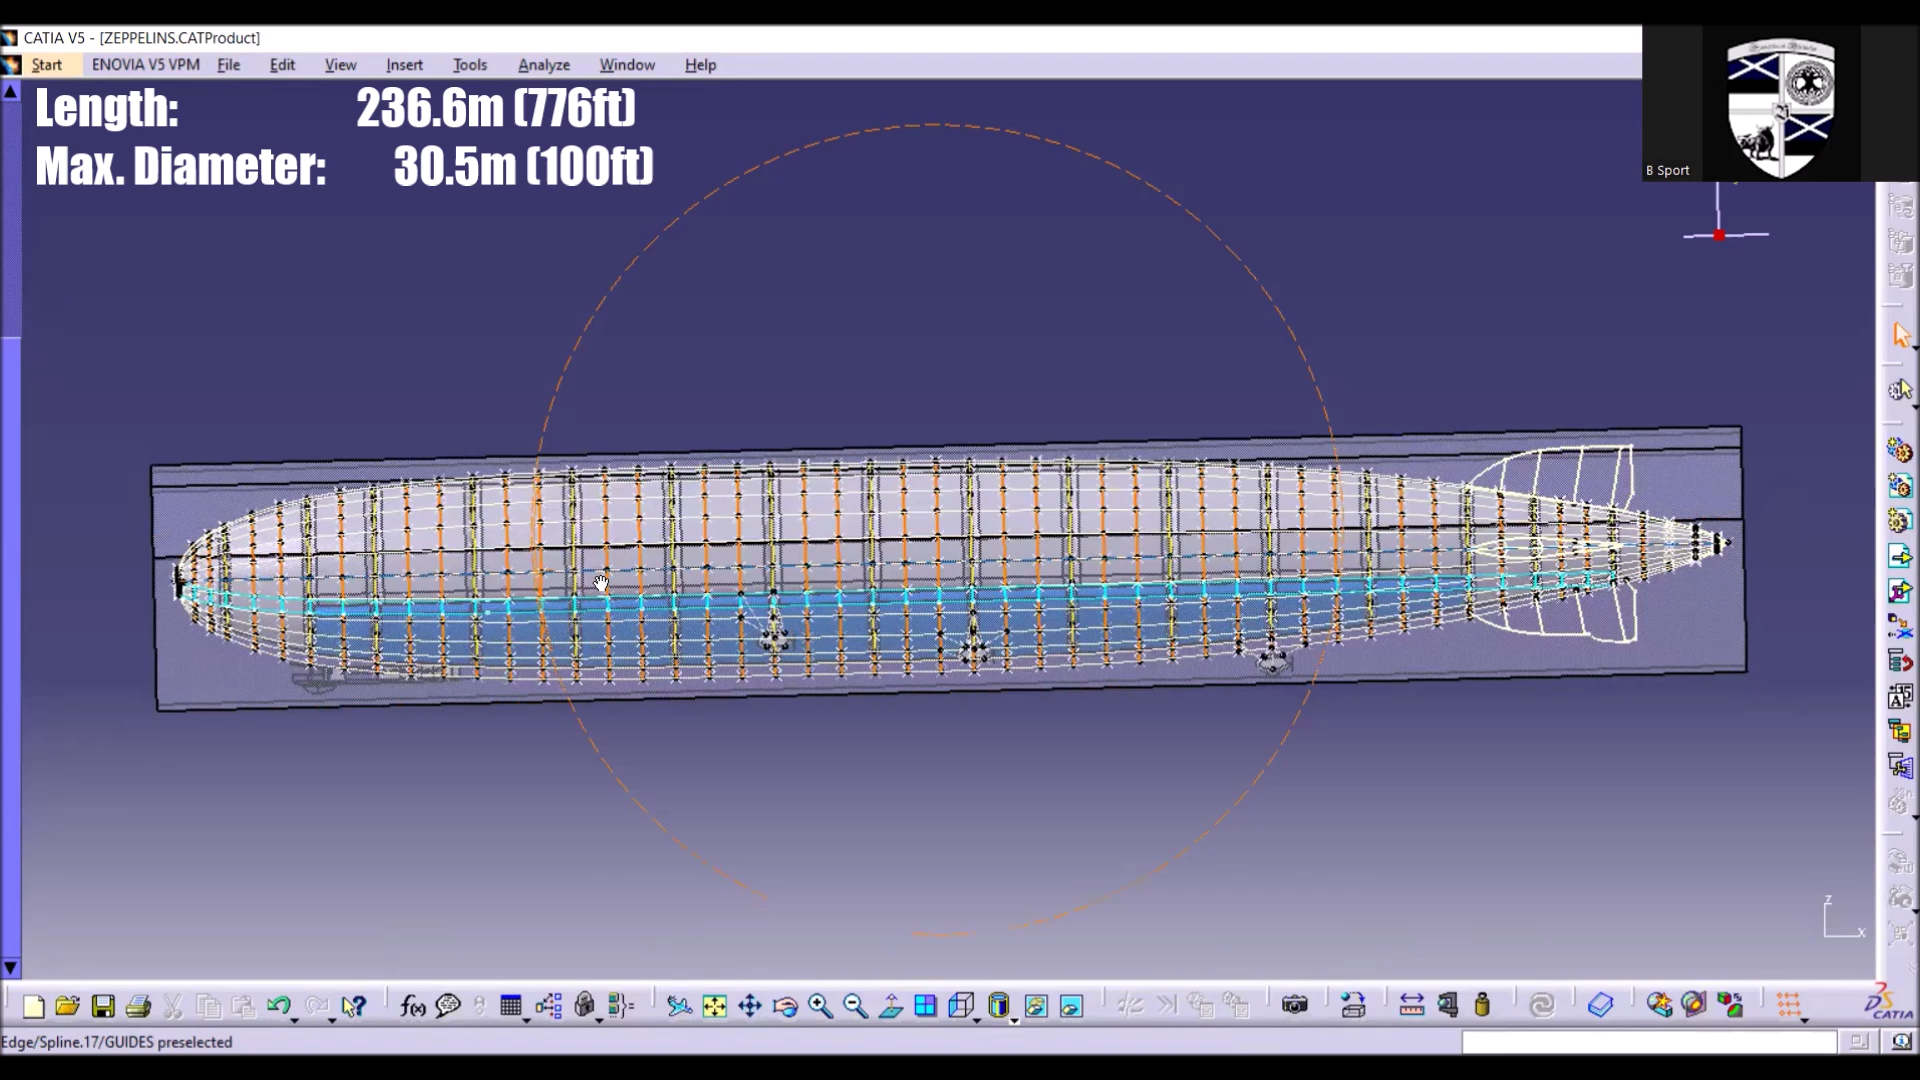 CATIA V5 - [ZEPPELINS.CATProduct]
Start ENOVIA V5 VPM File Edit View Insert Tools Analyze Window Help
Length: 236.6m (776ft)
Max. Diameter: 30.5m (100ft)
B Sport
z
x
f(x)
CATIA
Edge/Spline.17/GUIDES preselected